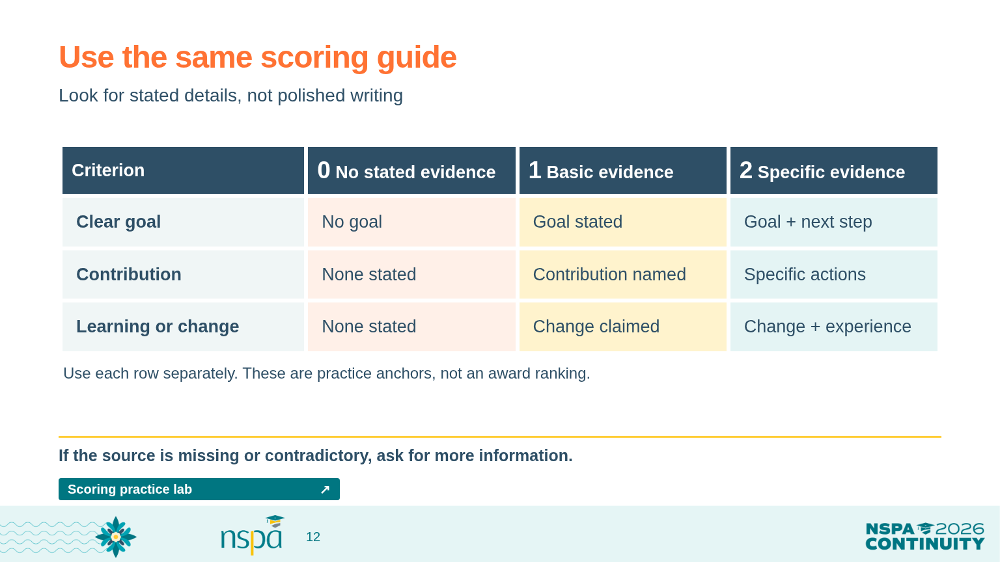 Use the same scoring guide
Look for stated details, not polished writing
Criterion
0 No stated evidence
1 Basic evidence
2 Specific evidence
Clear goal
No goal
Goal stated
Goal + next step
Contribution
None stated
Contribution named
Specific actions
Learning or change
None stated
Change claimed
Change + experience
Use each row separately. These are practice anchors, not an award ranking.
If the source is missing or contradictory, ask for more information.
Scoring practice lab ↗
nspa
12
NSPA 2026
CONTINUITY